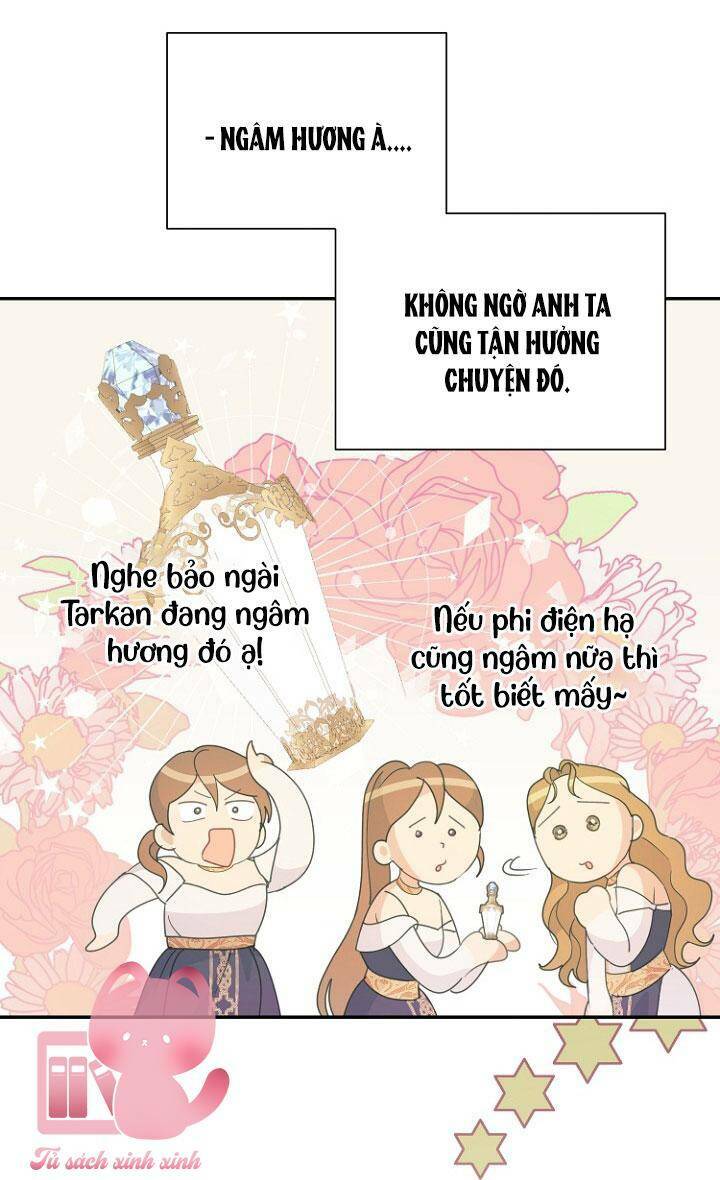 - NGÂM HƯƠNG À....
KHÔNG NGỜ ANH TA
CŨNG TẬN HƯỞNG
CHUYỆN ĐÓ.
Nghe bảo ngài
Tarkan đang ngâm
hương đó ạ!
Nếu phi điện hạ
cũng ngâm nữa thì
tốt biết mấy~
Tủ sách xinh xinh